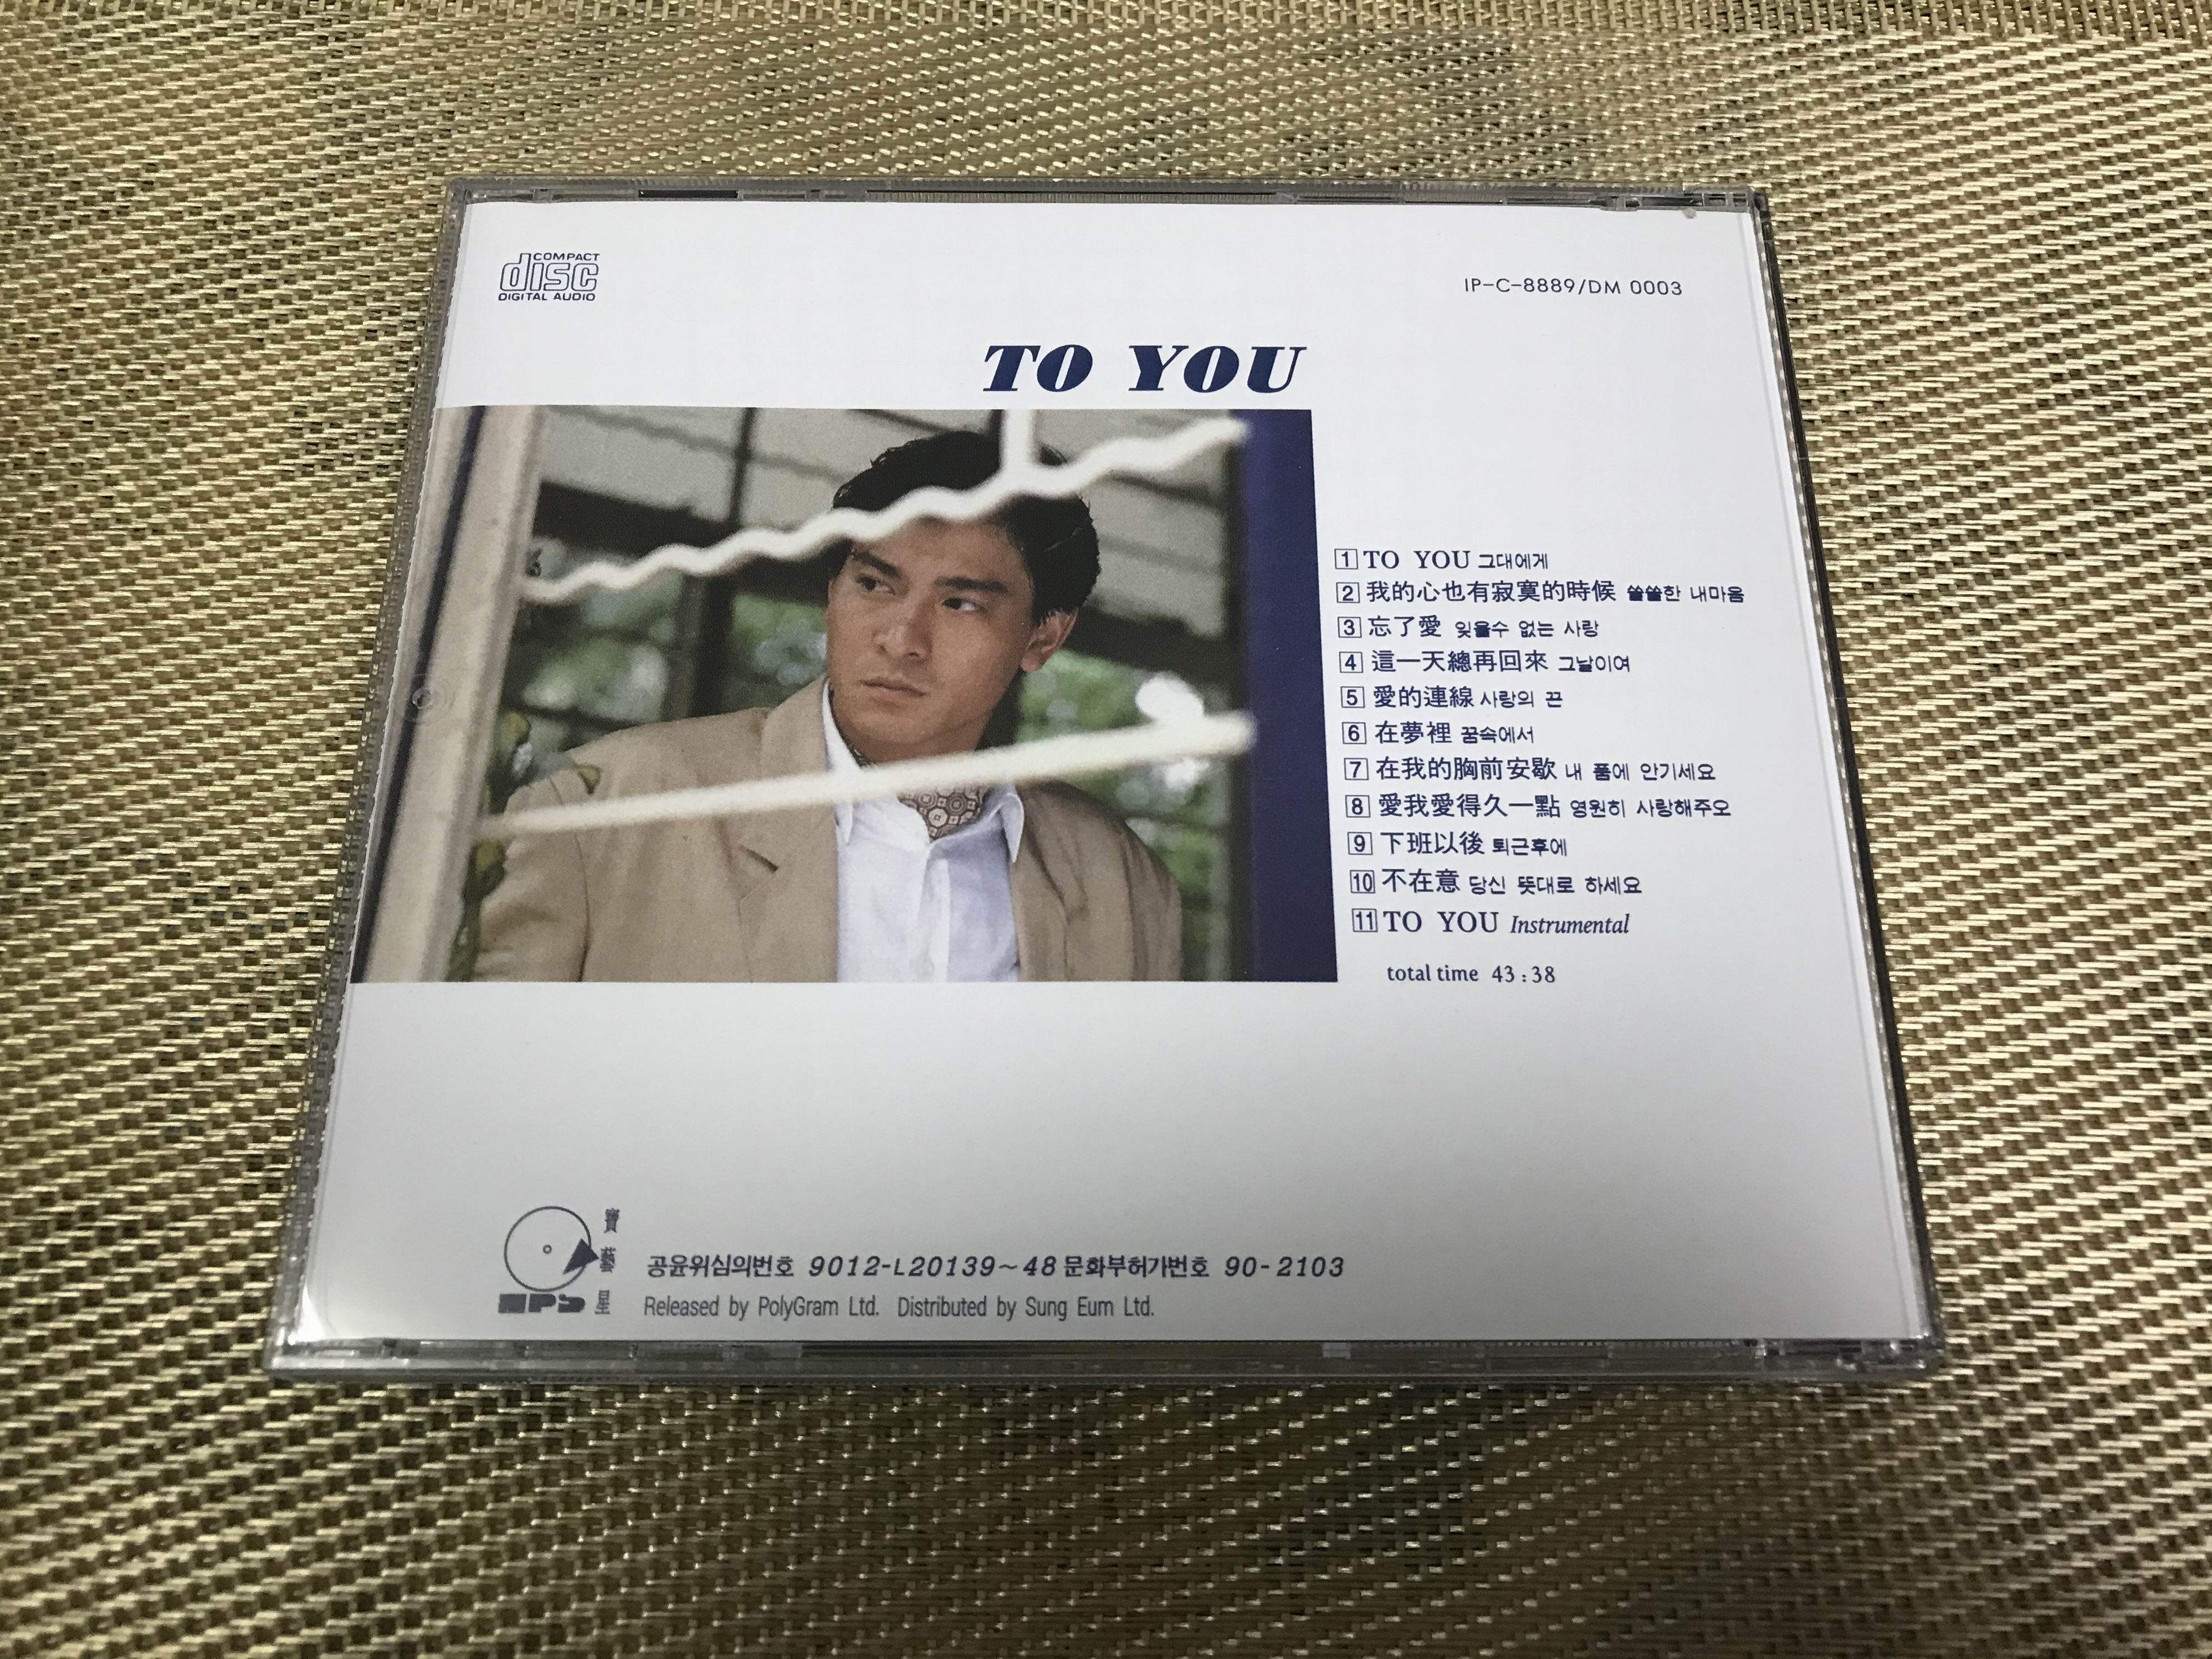 COMPACT
disc
DIGITAL AUDIO
IP-C-8889/DM 0003
TO YOU
1 TO YOU 그대에게
2 我的心也有寂寞的時候 쓸쓸한 내마음
3 忘了愛 잊을수 없는 사랑
4 這一天總再回來 그날이여
5 愛的連線 사랑의 끈
6 在夢裡 꿈속에서
7 在我的胸前安歇 내 품에 안기세요
8 愛我愛得久一點 영원히 사랑해주오
9 下班以後 퇴근후에
10 不在意 당신 뜻대로 하세요
11 TO YOU Instrumental
total time 43:38
寶藝星
공윤위심의번호 9012-L20139~48 문화부허가번호 90-2103
Released by PolyGram Ltd. Distributed by Sung Eum Ltd.